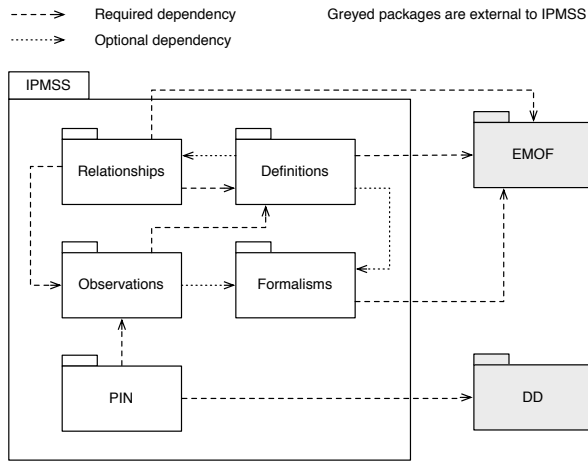 Required dependency
Greyed packages are external to IPMSS
Optional dependency
IPMSS
Relationships
Definitions
EMOF
Observations
Formalisms
PIN
DD